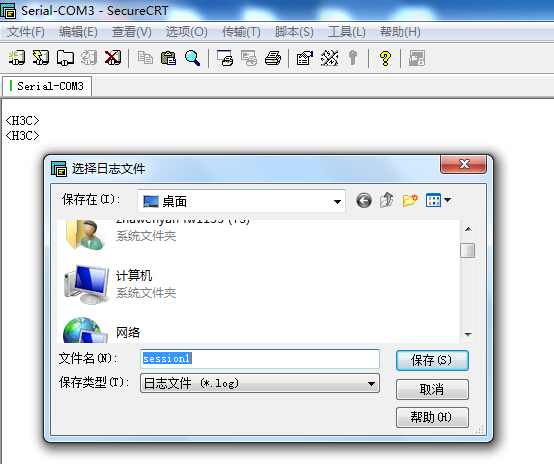 Serial-COM3 - SecureCRT
文件(F) 编辑(E) 查看(V) 选项(O) 传输(T) 脚本(S) 工具(L) 帮助(H)
Serial-COM3
<H3C>
<H3C>
选择日志文件
保存在(I): 桌面
系统文件夹
计算机
系统文件夹
网络
文件名(N): session1 保存(S)
保存类型(T): 日志文件 (*.log) 取消
帮助(H)